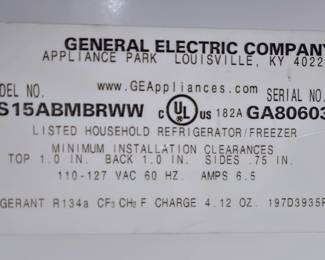 GENERAL ELECTRIC COMPANY
APPLIANCE PARK LOUISVILLE, KY 4022
DEL NO. www.GEAppliances.com SERIAL NO.
S15ABMBRWW c UL us 182A GA80603
LISTED HOUSEHOLD REFRIGERATOR/FREEZER
MINIMUM INSTALLATION CLEARANCES
TOP 1.0 IN. BACK 1.0 IN. SIDES .75 IN.
110-127 VAC 60 HZ. AMPS 6.5
GERANT R134a CF₃CH₂F CHARGE 4.12 OZ. 197D3935P